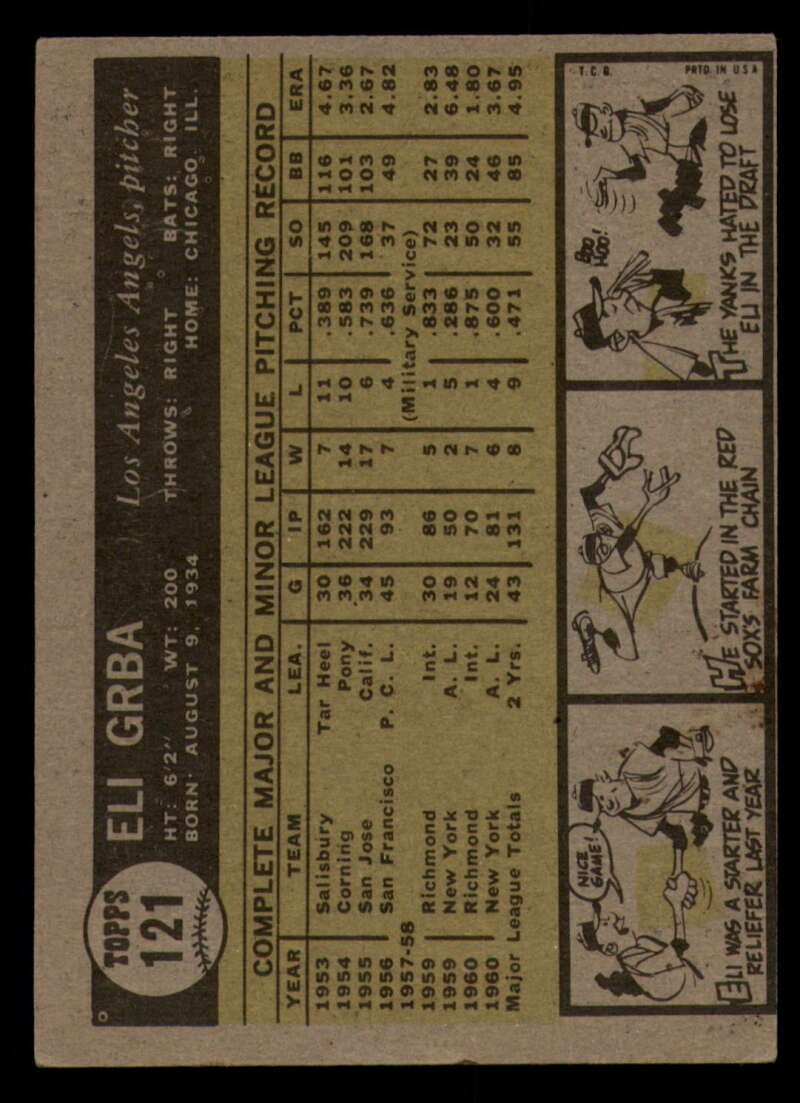 TOPPS
121
ELI GRBA Los Angeles Angels, pitcher
HT: 6'2" WT: 200 THROWS: RIGHT BATS: RIGHT
BORN: AUGUST 9, 1934 HOME: CHICAGO, ILL.
COMPLETE MAJOR AND MINOR LEAGUE PITCHING RECORD
YEAR TEAM LEA. G IP W L PCT SO BB ERA
1953 Salisbury Tar Heel 30 162 7 11 .389 145 116 4.67
1954 Corning Pony 36 222 14 10 .583 209 101 3.36
1955 San Jose Calif. 34 229 17 6 .739 168 103 2.67
1956 San Francisco P. C. L. 45 93 7 4 .636 37 49 4.82
1957-58 (Military Service)
1959 Richmond Int. 30 86 5 1 .833 72 27 2.83
1959 New York A. L. 19 50 2 5 .286 23 39 6.48
1960 Richmond Int. 12 70 7 1 .875 50 24 1.80
1960 New York A. L. 24 81 6 4 .600 32 46 3.67
Major League Totals 2 Yrs. 43 131 8 9 .471 55 85 4.95
NICE
GAME!
ELI WAS A STARTER AND
RELIEFER LAST YEAR
HE STARTED IN THE RED
SOX'S FARM CHAIN
T.C.G. PRTD. IN U S A
BOO
HOO!
THE YANKS HATED TO LOSE
ELI IN THE DRAFT